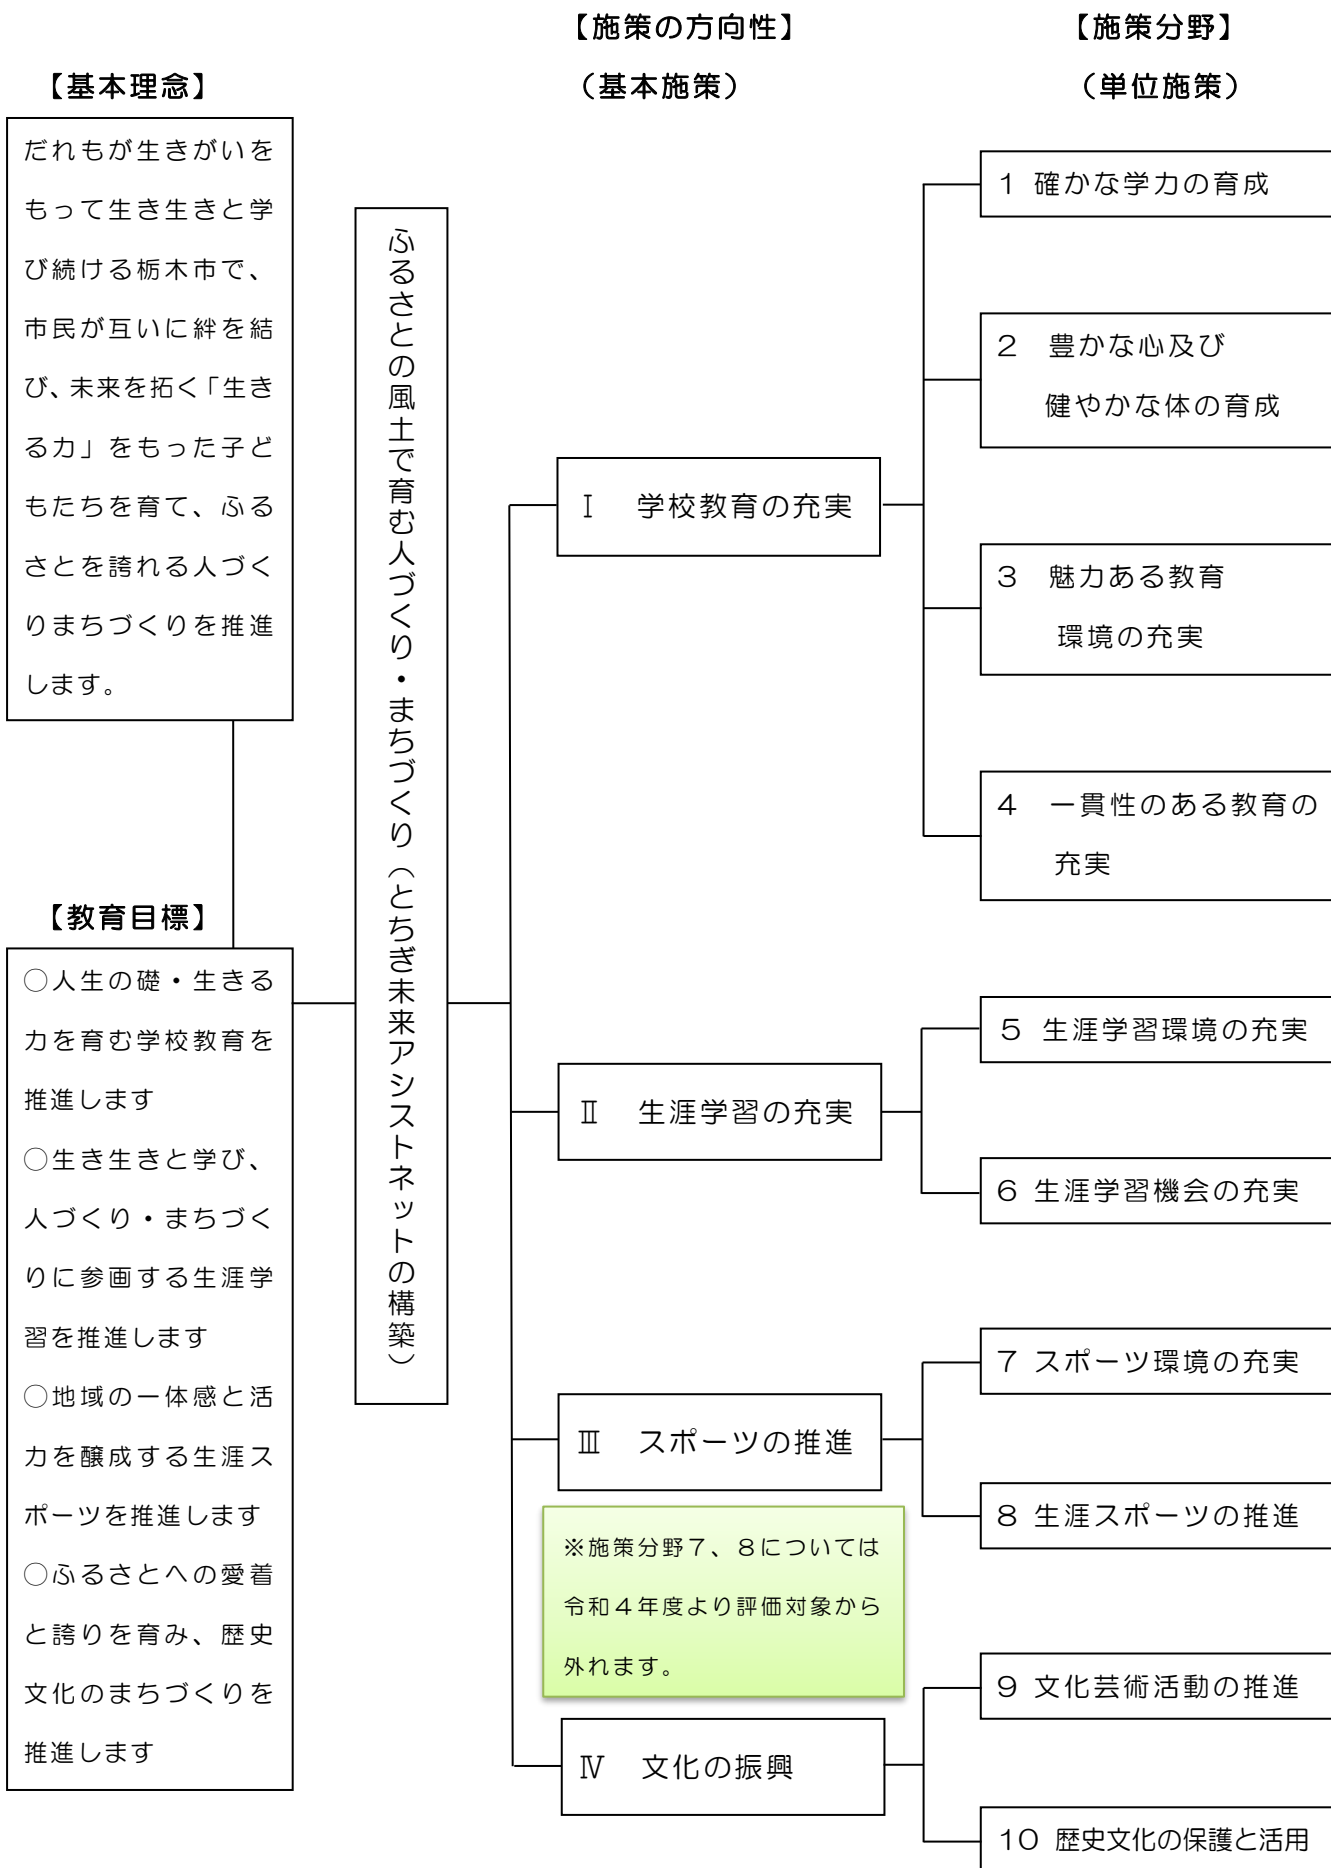 【基本理念】
だれもが生きがいを
もって生き生きと学
び続ける栃木市で、
市民が互いに絆を結
び、未来を拓く「生き
る力」をもった子ど
もたちを育て、ふる
さとを誇れる人づく
りまちづくりを推進
します。
【教育目標】
○人生の礎・生きる
力を育む学校教育を
推進します
○生き生きと学び、
人づくり・まちづく
りに参画する生涯学
習を推進します
○地域の一体感と活
力を醸成する生涯ス
ポーツを推進します
○ふるさとへの愛着
と誇りを育み、歴史
文化のまちづくりを
推進します
ふるさとの風土で育む人づくり・まちづくり（とちぎ未来アシストネットの構築）
【施策の方向性】
（基本施策）
Ⅰ　学校教育の充実
Ⅱ　生涯学習の充実
Ⅲ　スポーツの推進
※施策分野７、８については
令和４年度より評価対象から
外れます。
Ⅳ　文化の振興
【施策分野】
（単位施策）
１ 確かな学力の育成
２　豊かな心及び
健やかな体の育成
３　魅力ある教育
環境の充実
４　一貫性のある教育の
充実
５ 生涯学習環境の充実
６ 生涯学習機会の充実
７ スポーツ環境の充実
８ 生涯スポーツの推進
９ 文化芸術活動の推進
１０ 歴史文化の保護と活用